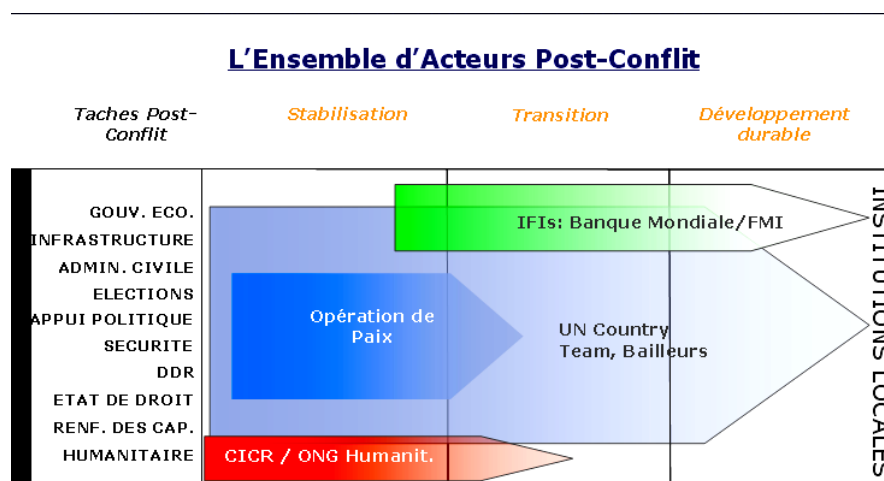 L'Ensemble d'Acteurs Post-Conflit
Taches Post-
Conflit
Stabilisation
Transition
Développement
durable
GOUV. ECO.
INFRASTRUCTURE
ADMIN. CIVILE
ELECTIONS
APPUI POLITIQUE
SECURITE
DDR
ETAT DE DROIT
RENF. DES CAP.
HUMANITAIRE
IFIs: Banque Mondiale/FMI
Opération de
Paix
UN Country
Team, Bailleurs
CICR / ONG Humanit.
INSTITUTIONS LOCALES